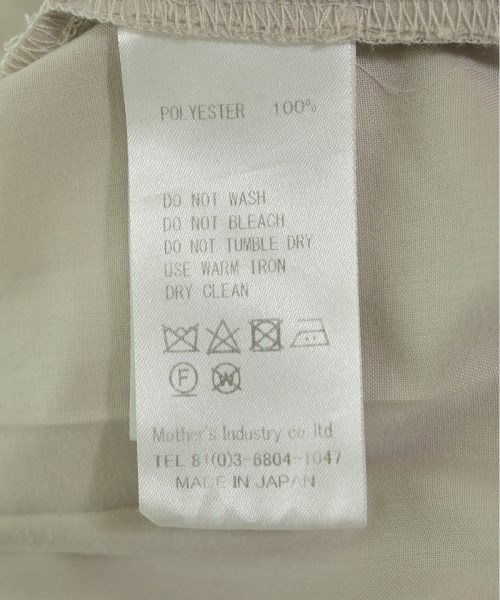 POLYESTER 100%
DO NOT WASH
DO NOT BLEACH
DO NOT TUMBLE DRY
USE WARM IRON
DRY CLEAN
F W
Mother's Industry co ltd
TEL 81(0)3-6804-1047
MADE IN JAPAN